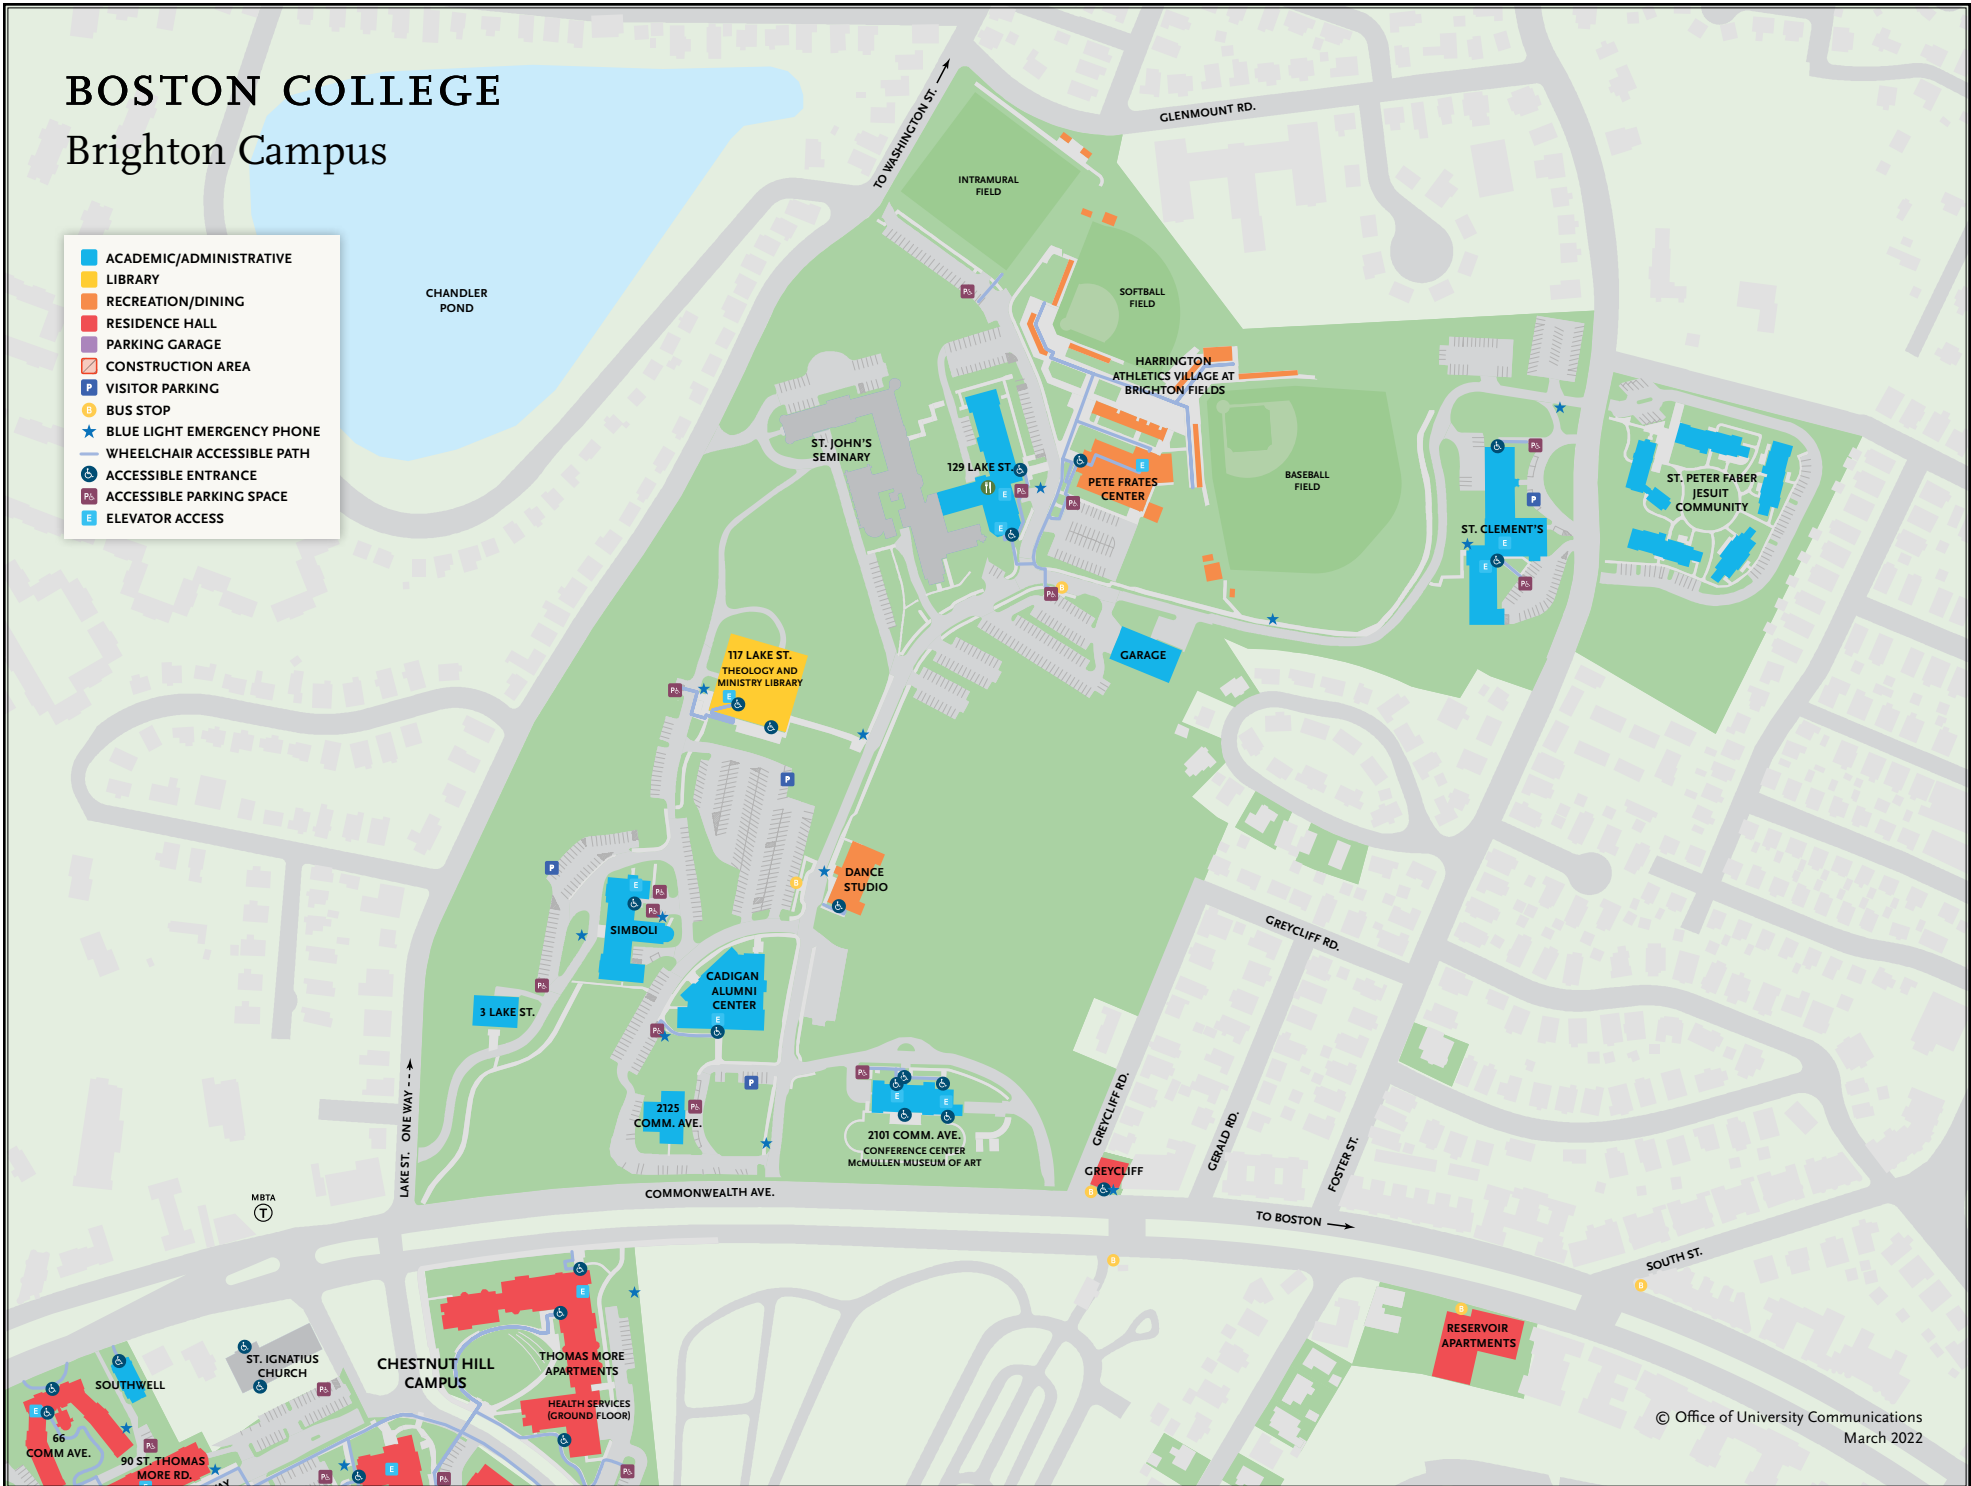 BOSTON COLLEGE
Brighton Campus
ACADEMIC/ADMINISTRATIVE
LIBRARY
RECREATION/DINING
RESIDENCE HALL
PARKING GARAGE
CONSTRUCTION AREA
P VISITOR PARKING
B BUS STOP
BLUE LIGHT EMERGENCY PHONE
WHEELCHAIR ACCESSIBLE PATH
ACCESSIBLE ENTRANCE
P ACCESSIBLE PARKING SPACE
E ELEVATOR ACCESS
CHANDLER
POND
TO WASHINGTON ST.
GLENMOUNT RD.
INTRAMURAL
FIELD
SOFTBALL
FIELD
HARRINGTON
ATHLETICS VILLAGE AT
BRIGHTON FIELDS
ST. JOHN'S
SEMINARY
129 LAKE ST.
PETE FRATES
CENTER
BASEBALL
FIELD
ST. CLEMENT'S
ST. PETER FABER
JESUIT
COMMUNITY
GARAGE
117 LAKE ST.
THEOLOGY AND
MINISTRY LIBRARY
DANCE
STUDIO
SIMBOLI
CADIGAN
ALUMNI
CENTER
3 LAKE ST.
2125
COMM. AVE.
2101 COMM. AVE.
CONFERENCE CENTER
McMULLEN MUSEUM OF ART
GREYCLIFF RD.
GREYCLIFF RD.
GERALD RD.
FOSTER ST.
GREYCLIFF
LAKE ST. ONE WAY
COMMONWEALTH AVE.
TO BOSTON
SOUTH ST.
MBTA
T
RESERVOIR
APARTMENTS
ST. IGNATIUS
CHURCH
SOUTHWELL
CHESTNUT HILL
CAMPUS
THOMAS MORE
APARTMENTS
HEALTH SERVICES
(GROUND FLOOR)
66
COMM AVE.
90 ST. THOMAS
MORE RD.
© Office of University Communications
March 2022